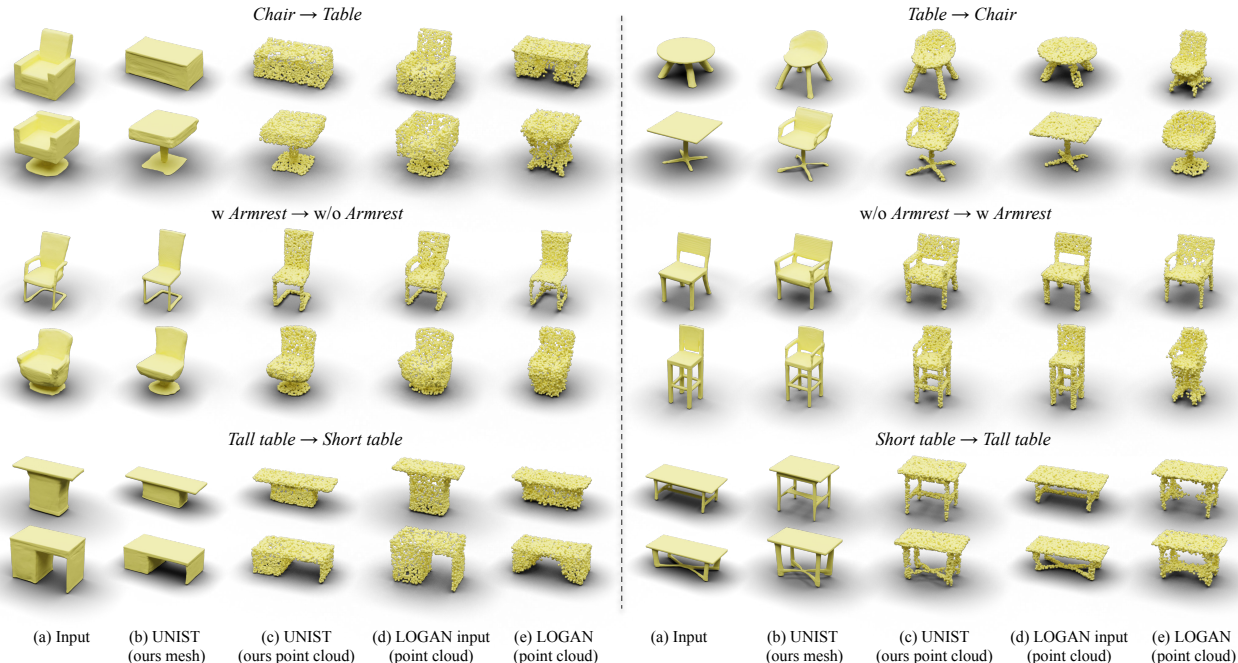 Chair → Table
Table → Chair
w Armrest → w/o Armrest
w/o Armrest → w Armrest
Tall table → Short table
Short table → Tall table
(a) Input
(b) UNIST
(ours mesh)
(c) UNIST
(ours point cloud)
(d) LOGAN input
(point cloud)
(e) LOGAN
(point cloud)
(a) Input
(b) UNIST
(ours mesh)
(c) UNIST
(ours point cloud)
(d) LOGAN input
(point cloud)
(e) LOGAN
(point cloud)